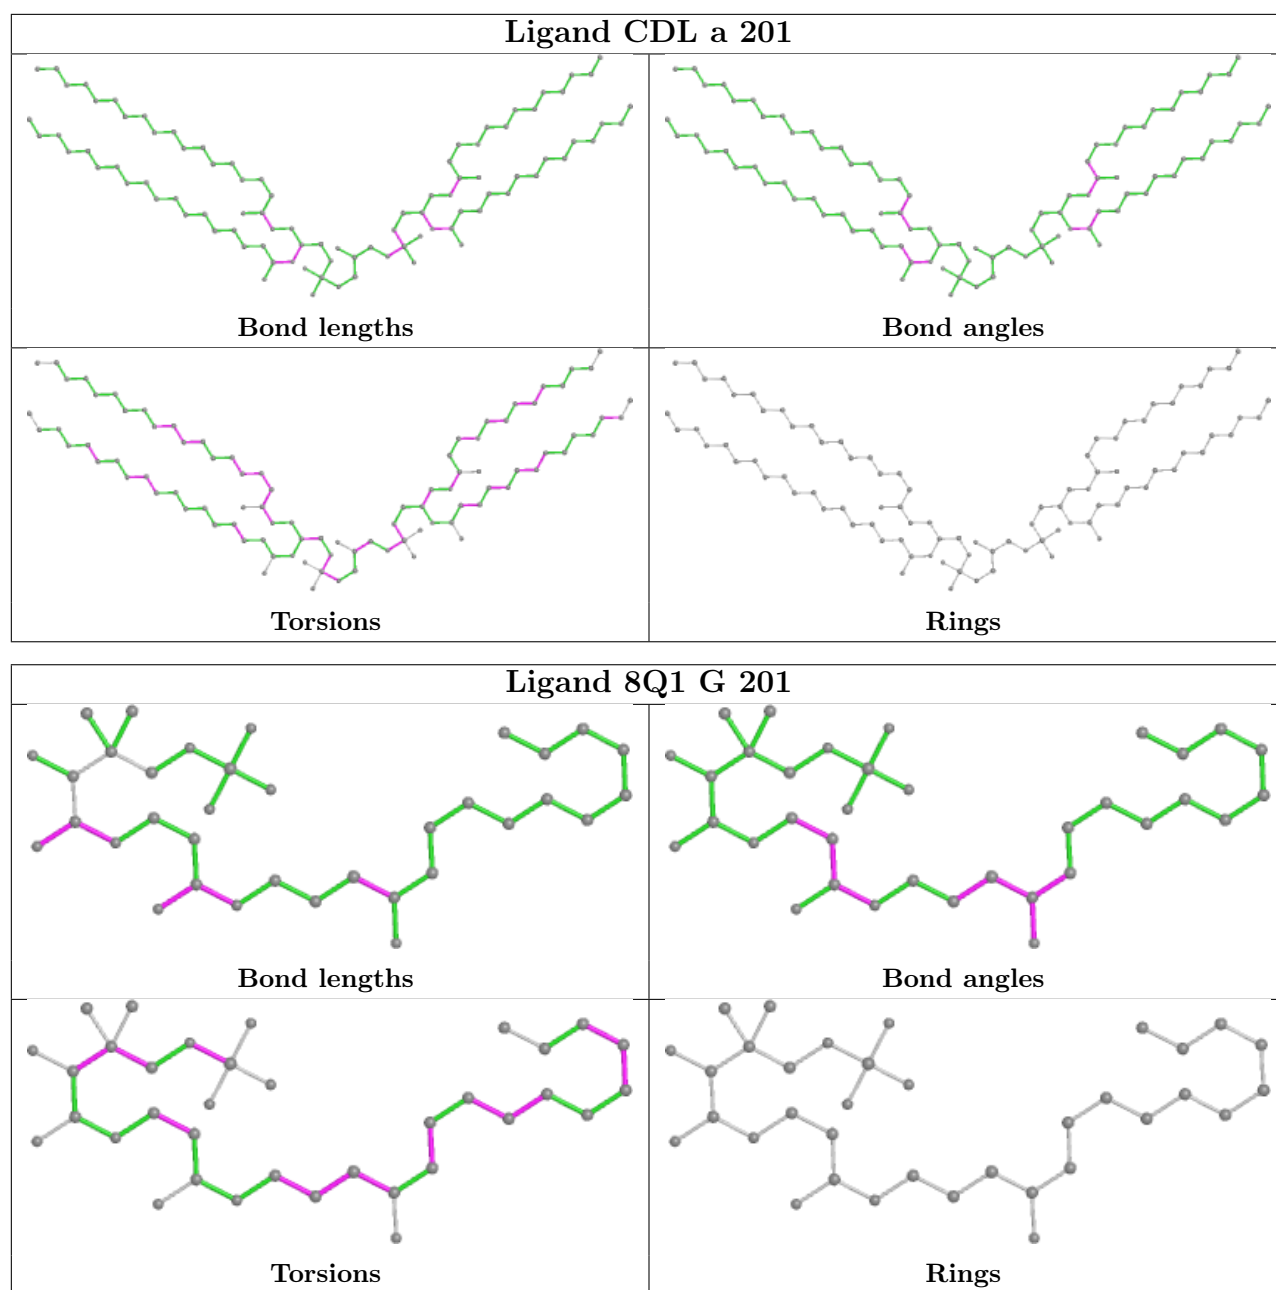 Ligand CDL a 201
Bond lengths
Bond angles
Torsions
Rings
Ligand 8Q1 G 201
Bond lengths
Bond angles
Torsions
Rings